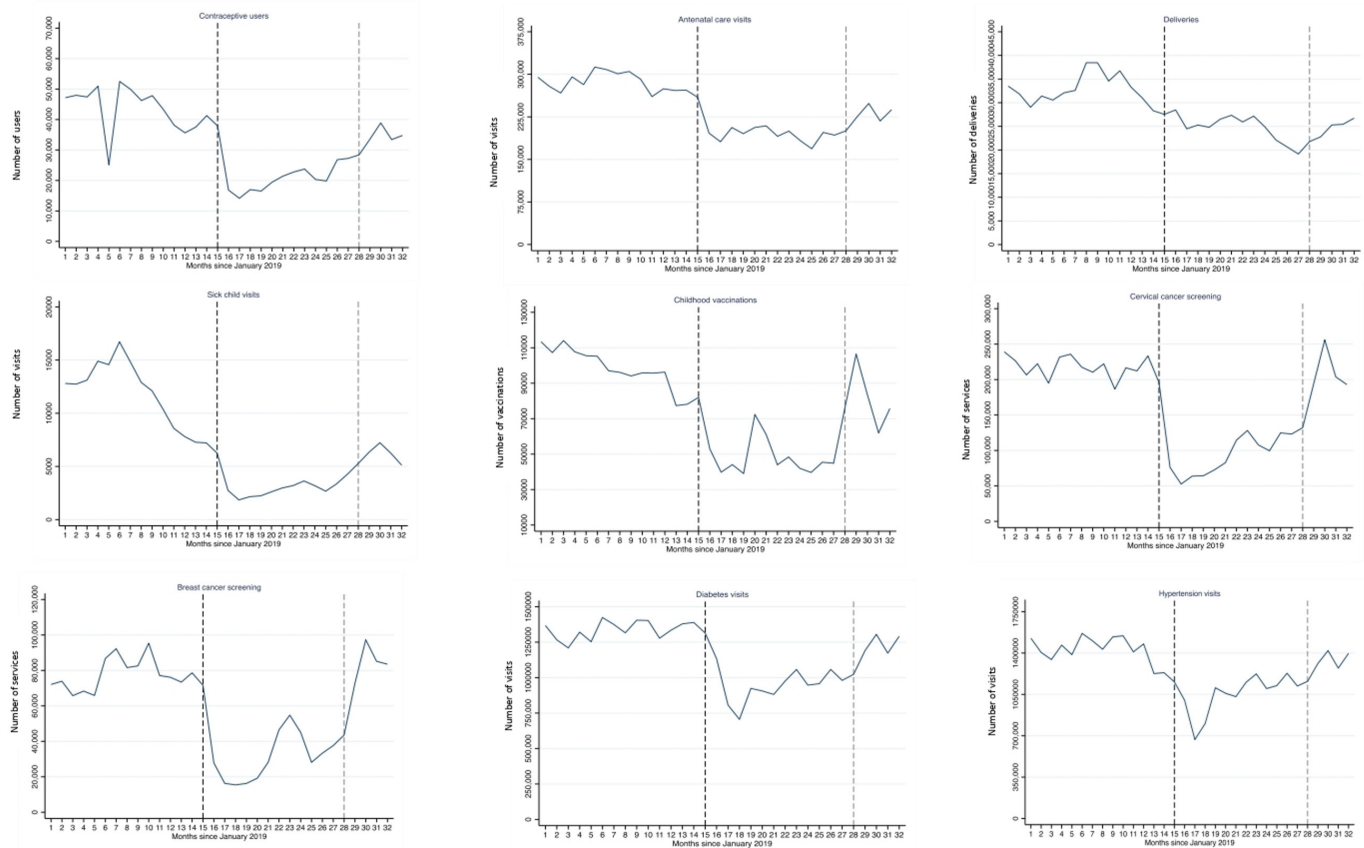 Contraceptive users
Number of users
70,000
60,000
50,000
40,000
30,000
20,000
10,000
0
1 2 3 4 5 6 7 8 9 10 11 12 13 14 15 16 17 18 19 20 21 22 23 24 25 26 27 28 29 30 31 32
Months since January 2019
Antenatal care visits
Number of visits
375,000
300,000
225,000
150,000
75,000
0
1 2 3 4 5 6 7 8 9 10 11 12 13 14 15 16 17 18 19 20 21 22 23 24 25 26 27 28 29 30 31 32
Months since January 2019
Deliveries
Number of deliveries
45,000
40,000
35,000
30,000
25,000
20,000
15,000
10,000
5,000
0
1 2 3 4 5 6 7 8 9 10 11 12 13 14 15 16 17 18 19 20 21 22 23 24 25 26 27 28 29 30 31 32
Months since January 2019
Sick child visits
Number of visits
20000
15000
10000
5000
0
1 2 3 4 5 6 7 8 9 10 11 12 13 14 15 16 17 18 19 20 21 22 23 24 25 26 27 28 29 30 31 32
Months since January 2019
Childhood vaccinations
Number of vaccinations
130000
110000
90000
70000
50000
30000
10000
1 2 3 4 5 6 7 8 9 10 11 12 13 14 15 16 17 18 19 20 21 22 23 24 25 26 27 28 29 30 31 32
Months since January 2019
Cervical cancer screening
Number of services
300,000
250,000
200,000
150,000
100,000
50,000
0
1 2 3 4 5 6 7 8 9 10 11 12 13 14 15 16 17 18 19 20 21 22 23 24 25 26 27 28 29 30 31 32
Months since January 2019
Breast cancer screening
Number of services
120,000
100,000
80,000
60,000
40,000
20,000
0
1 2 3 4 5 6 7 8 9 10 11 12 13 14 15 16 17 18 19 20 21 22 23 24 25 26 27 28 29 30 31 32
Months since January 2019
Diabetes visits
Number of visits
1500000
1250000
1000000
750,000
500,000
250,000
0
1 2 3 4 5 6 7 8 9 10 11 12 13 14 15 16 17 18 19 20 21 22 23 24 25 26 27 28 29 30 31 32
Months since January 2019
Hypertension visits
Number of visits
1750000
1400000
1050000
700,000
350,000
0
1 2 3 4 5 6 7 8 9 10 11 12 13 14 15 16 17 18 19 20 21 22 23 24 25 26 27 28 29 30 31 32
Months since January 2019